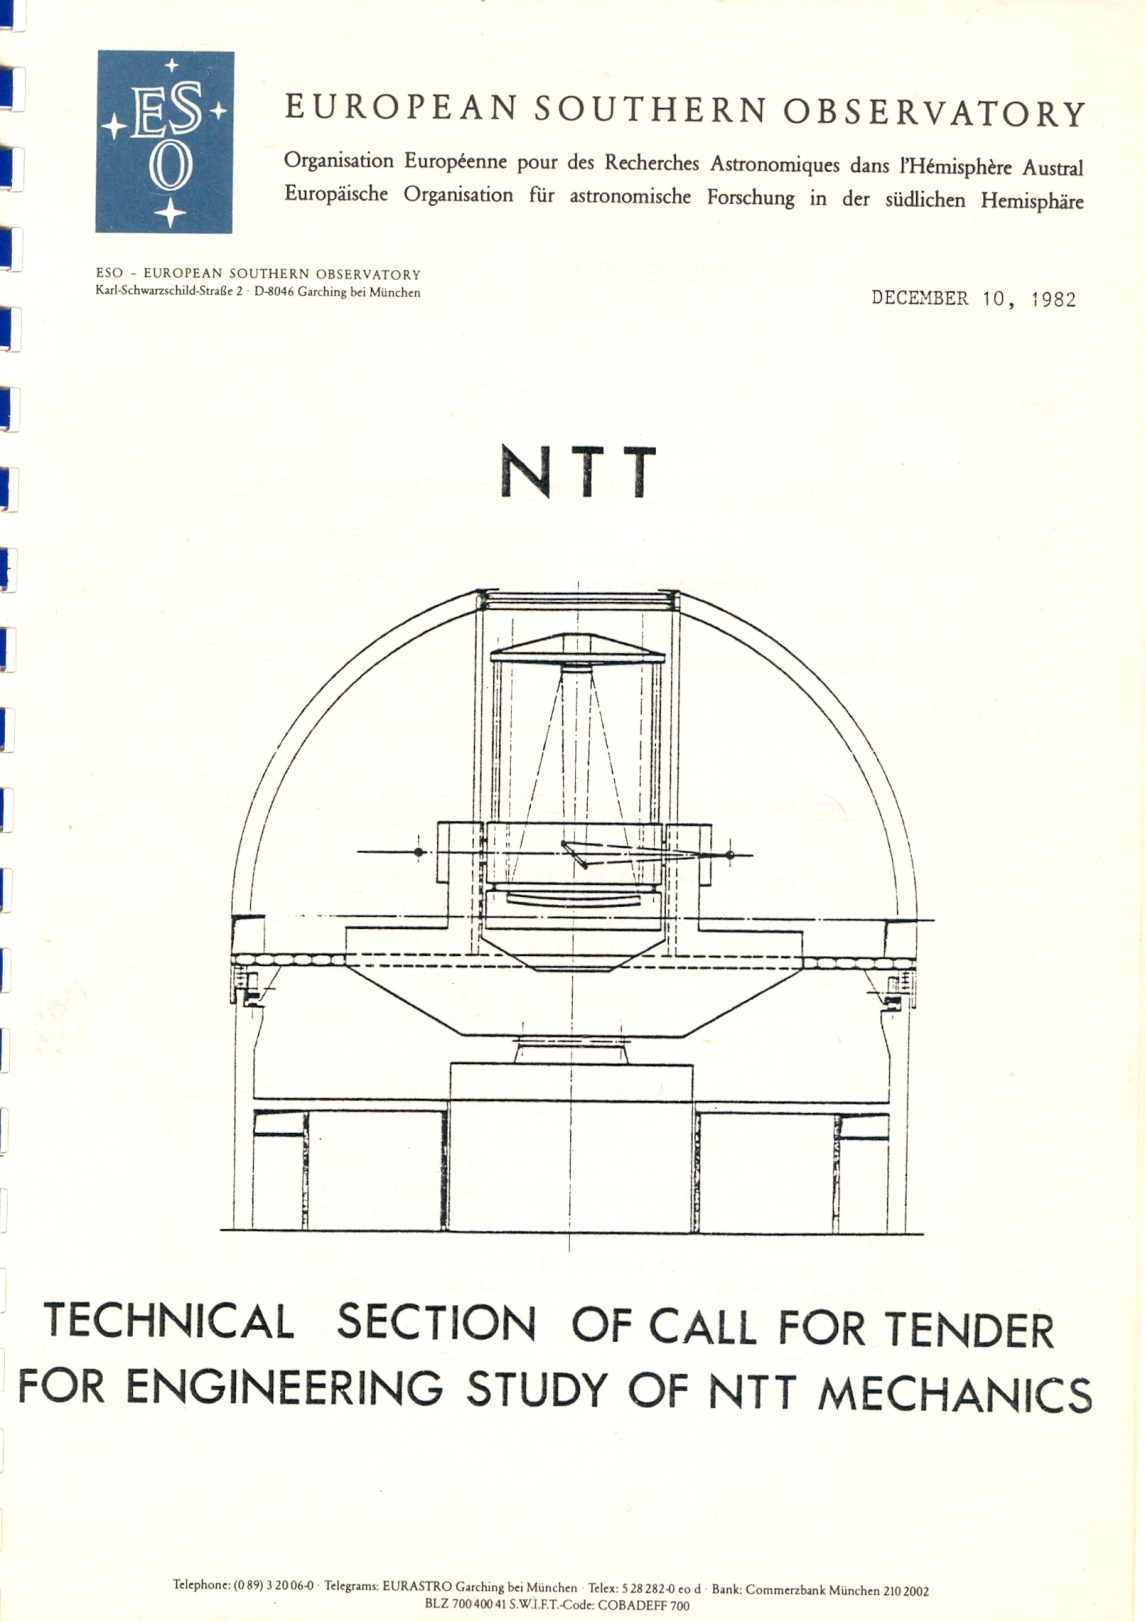 ESO
EUROPEAN SOUTHERN OBSERVATORY
Organisation Européenne pour des Recherches Astronomiques dans l'Hémisphère Austral
Europäische Organisation für astronomische Forschung in der südlichen Hemisphäre
ESO – EUROPEAN SOUTHERN OBSERVATORY
Karl-Schwarzschild-Straße 2 · D-8046 Garching bei München
DECEMBER 10, 1982
NTT
TECHNICAL SECTION OF CALL FOR TENDER
FOR ENGINEERING STUDY OF NTT MECHANICS
Telephone: (0 89) 3 20 06-0 · Telegrams: EURASTRO Garching bei München · Telex: 5 28 282-0 eo d · Bank: Commerzbank München 210 2002
BLZ 700 400 41 S.W.I.F.T.-Code: COBADEFF 700